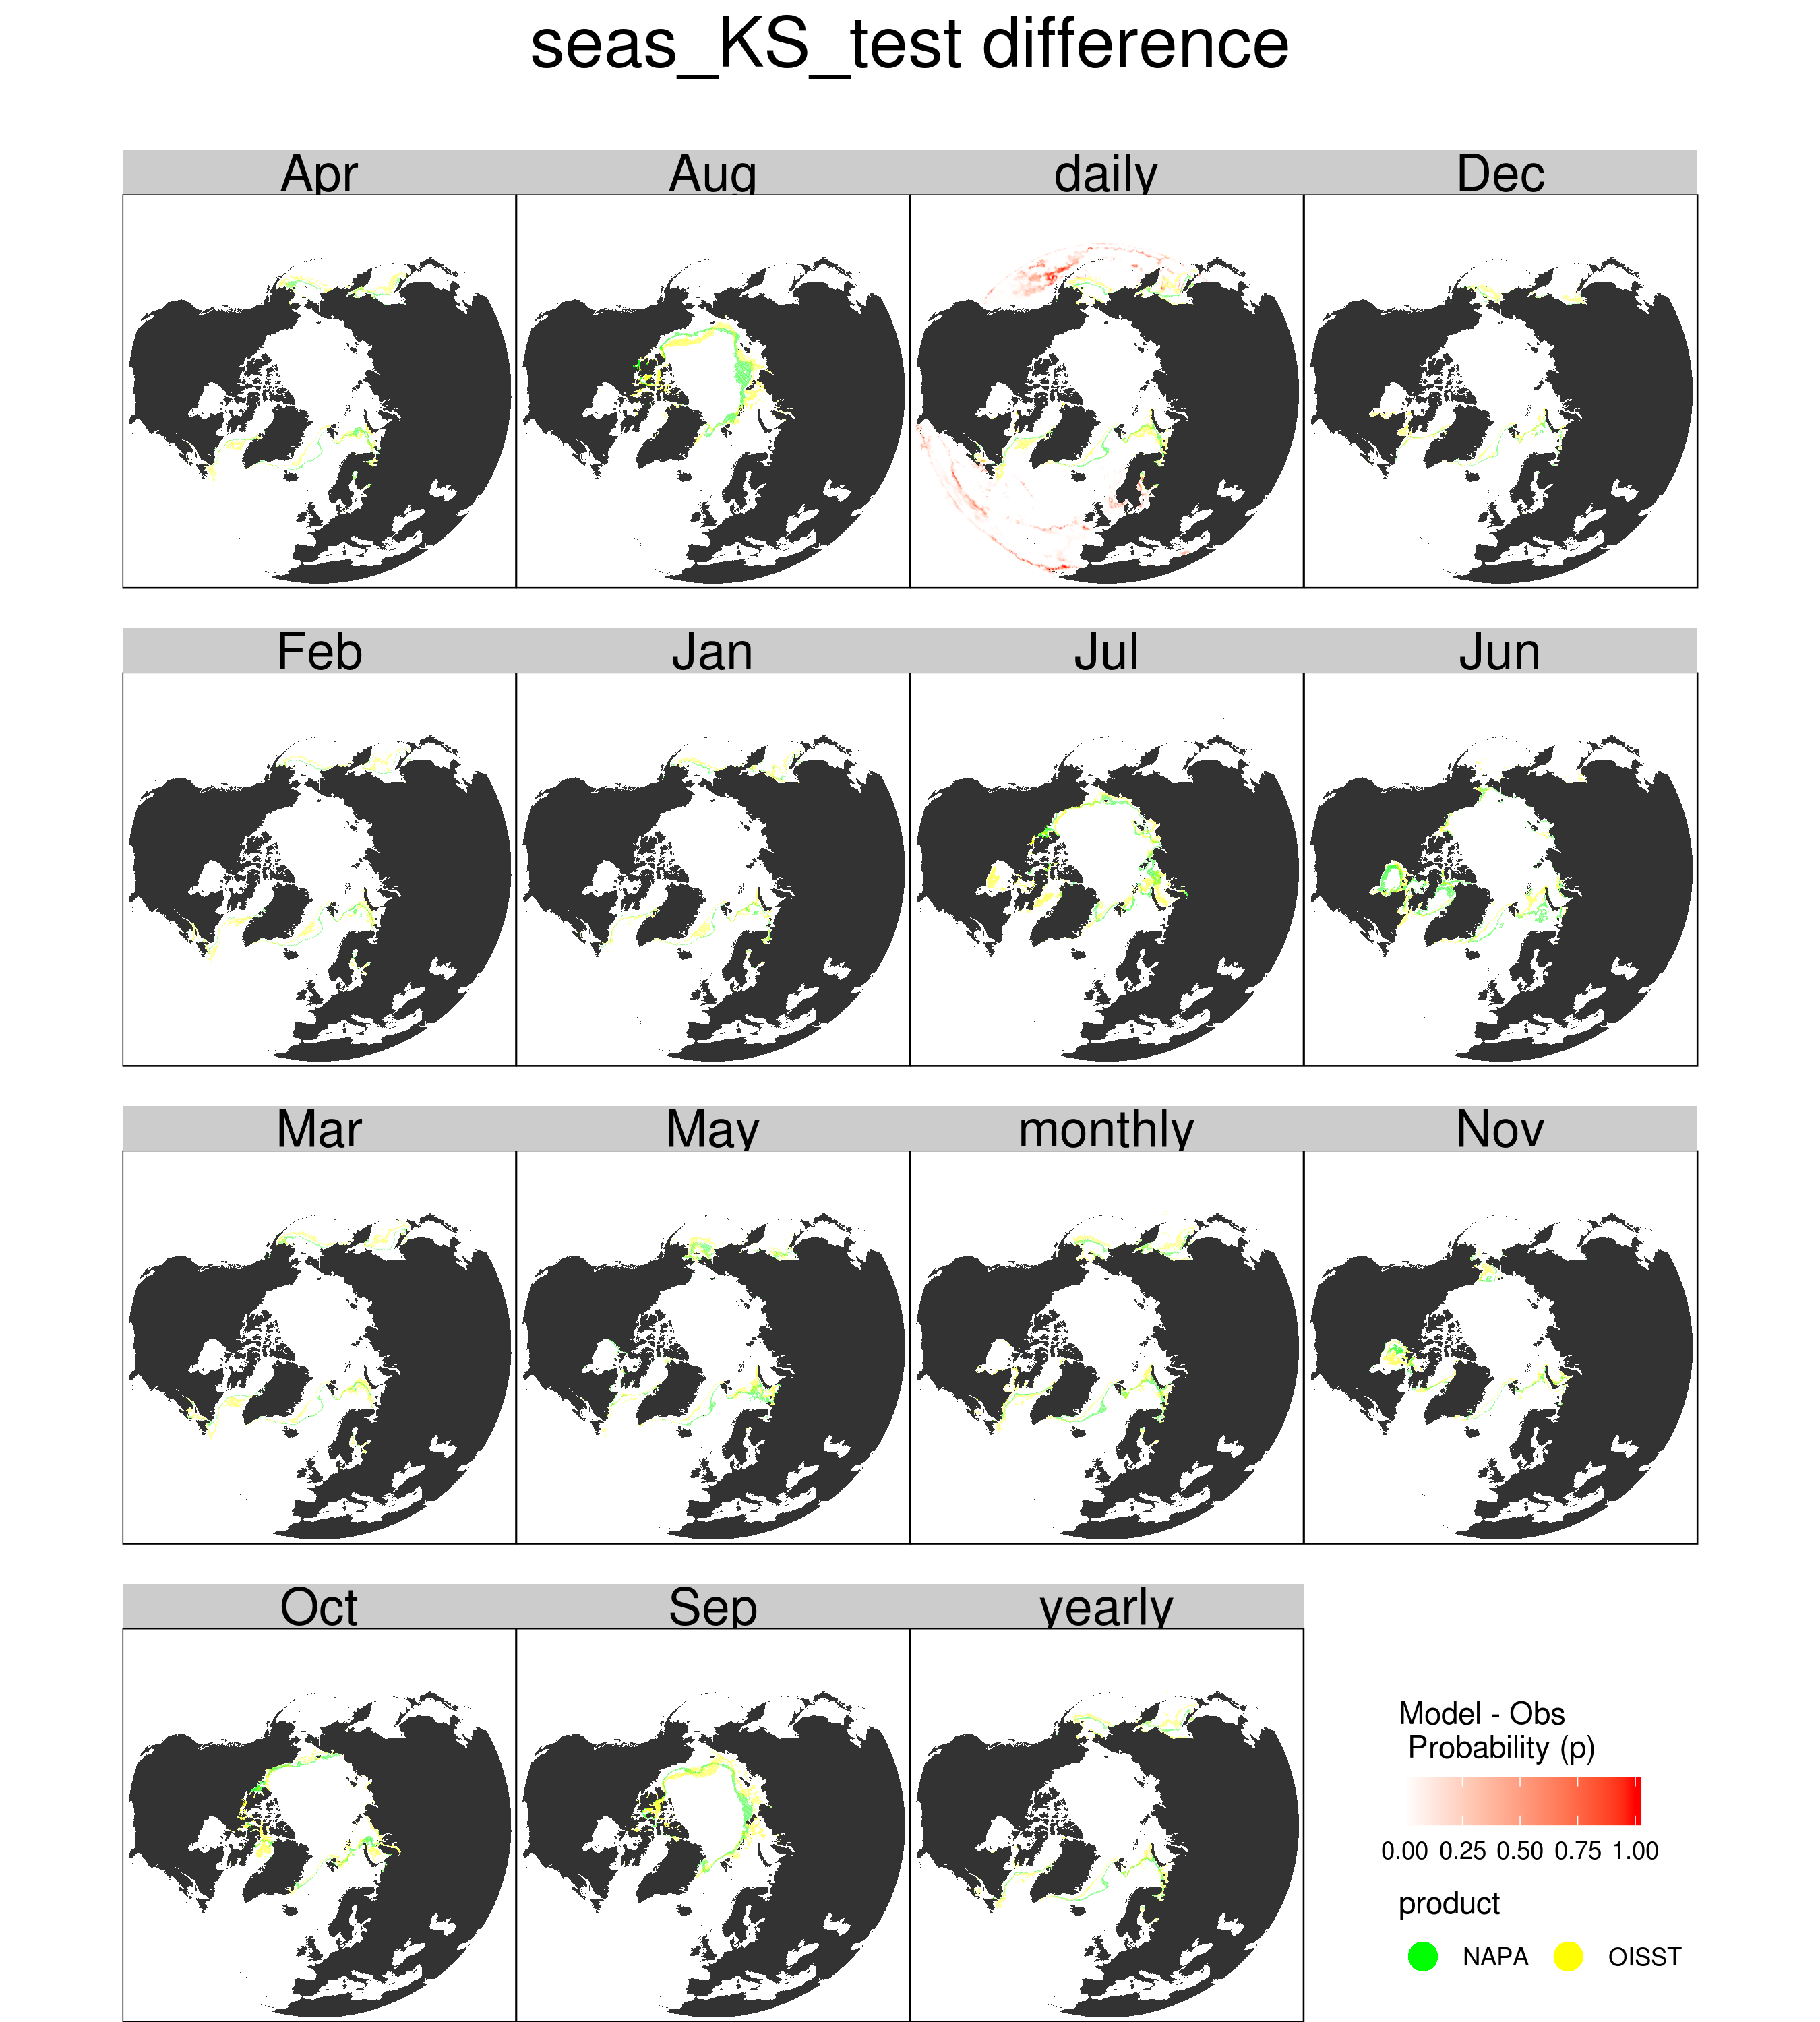 seas_KS_test difference
Apr Aug daily Dec
Feb Jan Jul Jun
Mar May monthly Nov
Oct Sep yearly
Model - Obs
Probability (p)
0.00 0.25 0.50 0.75 1.00
product
NAPA OISST